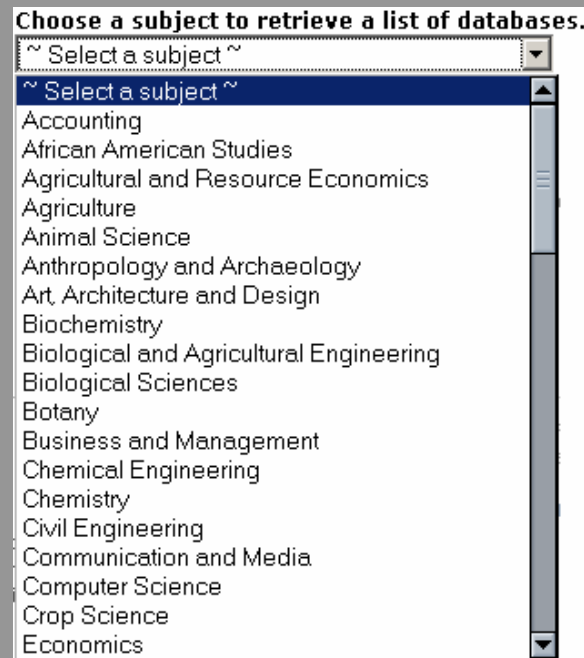 Choose a subject to retrieve a list of databases.
~ Select a subject ~
~ Select a subject ~
Accounting
African American Studies
Agricultural and Resource Economics
Agriculture
Animal Science
Anthropology and Archaeology
Art, Architecture and Design
Biochemistry
Biological and Agricultural Engineering
Biological Sciences
Botany
Business and Management
Chemical Engineering
Chemistry
Civil Engineering
Communication and Media
Computer Science
Crop Science
Economics